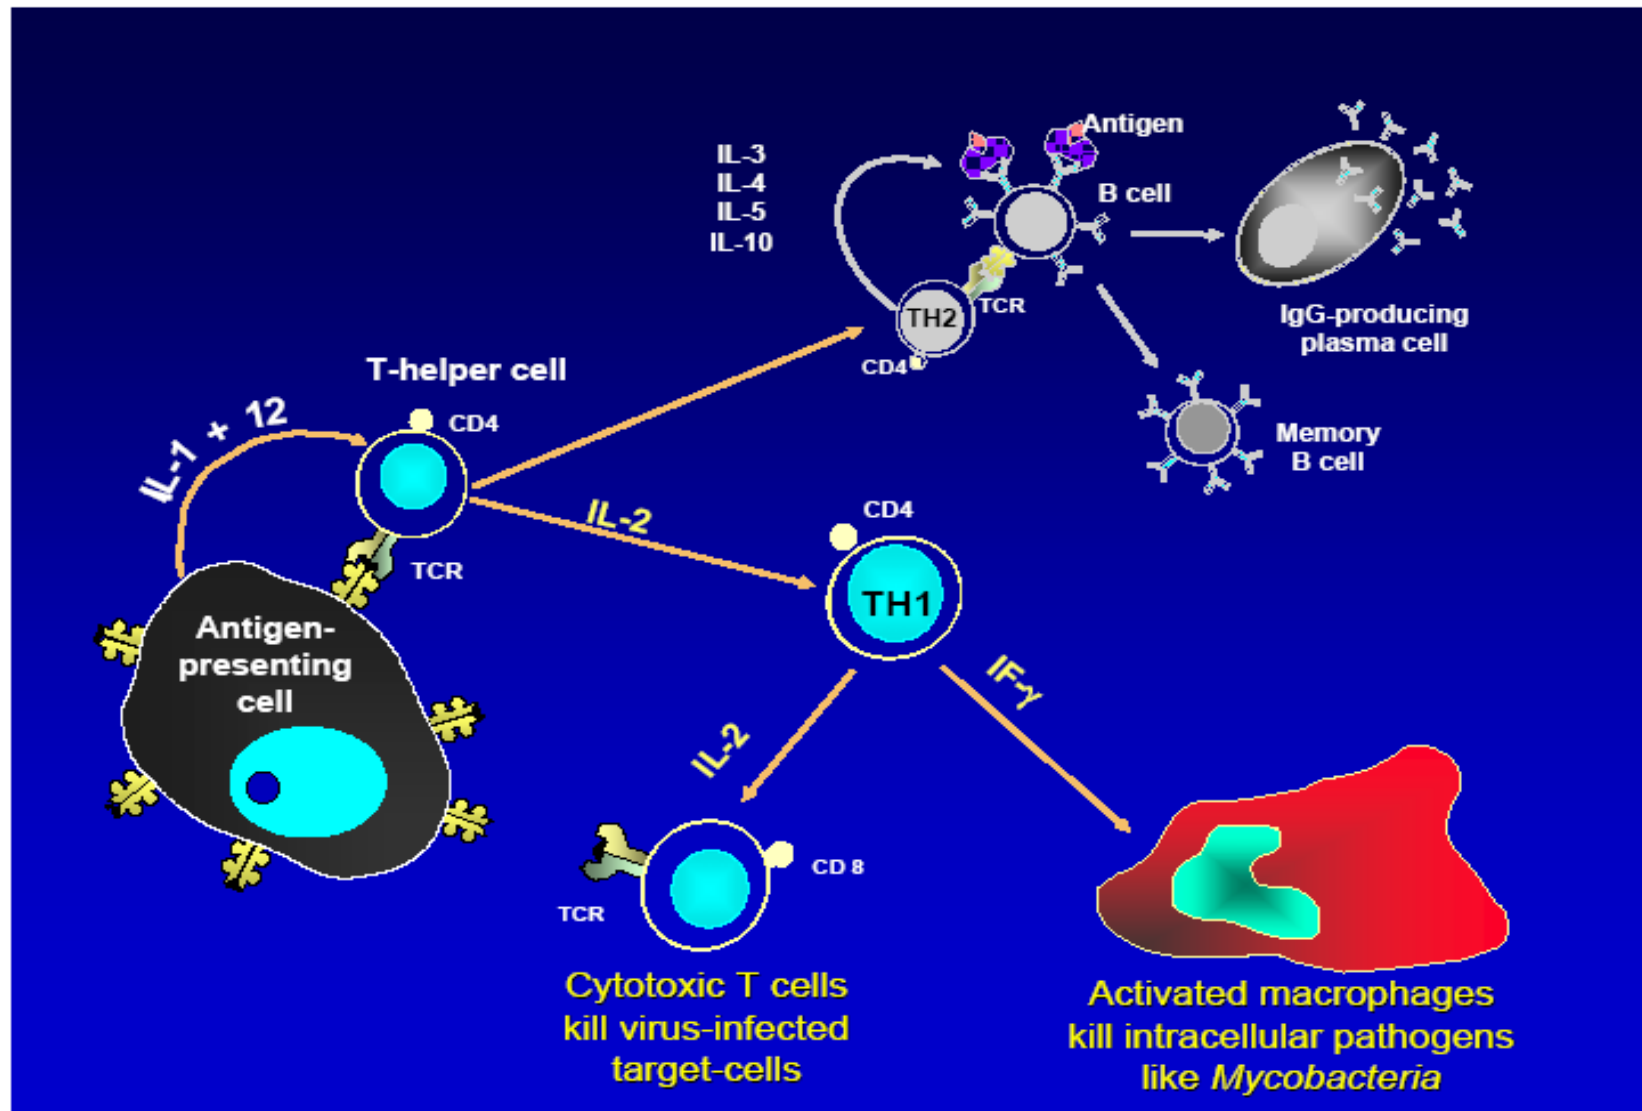 IL-3
IL-4
IL-5
IL-10
Antigen
B cell
TH2
TCR
CD4
IgG-producing
plasma cell
Memory
B cell
T-helper cell
IL-1 + 12
CD4
TCR
Antigen-
presenting
cell
IL-2
CD4
TH1
IL-2
IF-γ
CD 8
TCR
Cytotoxic T cells
kill virus-infected
target-cells
Activated macrophages
kill intracellular pathogens
like Mycobacteria